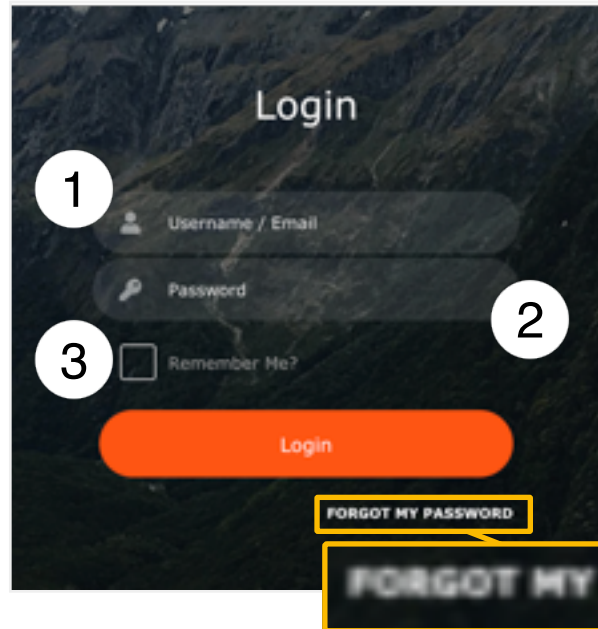 Login
1
Username / Email
Password
2
3
Remember Me?
Login
FORGOT MY PASSWORD
FORGOT MY